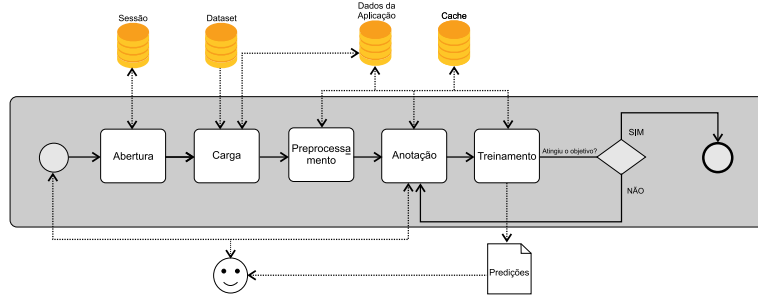 Sessão
Dataset
Dados da
Aplicação
Cache
Abertura
Carga
Preprocessa
mento
Anotação
Treinamento
Atingiu o objetivo?
SIM
NÃO
Predições